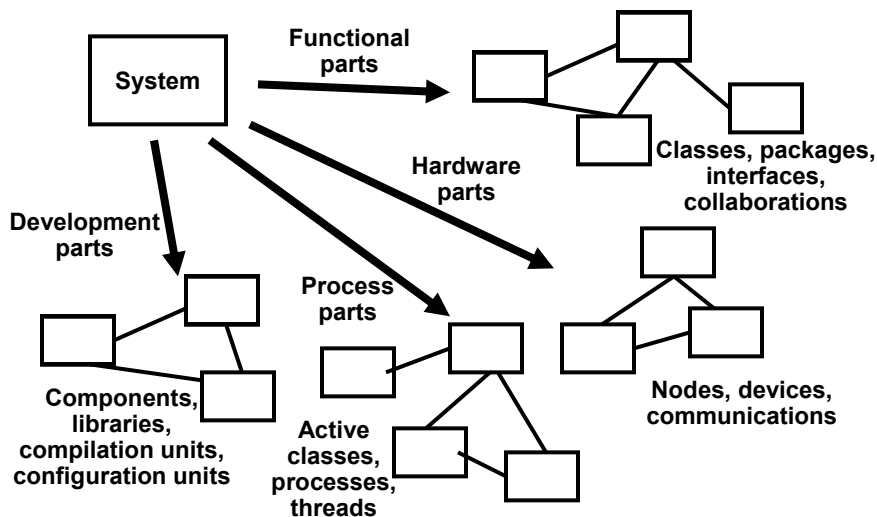 System
Functional
parts
Classes, packages,
interfaces,
collaborations
Hardware
parts
Nodes, devices,
communications
Process
parts
Active
classes,
processes,
threads
Development
parts
Components,
libraries,
compilation units,
configuration units